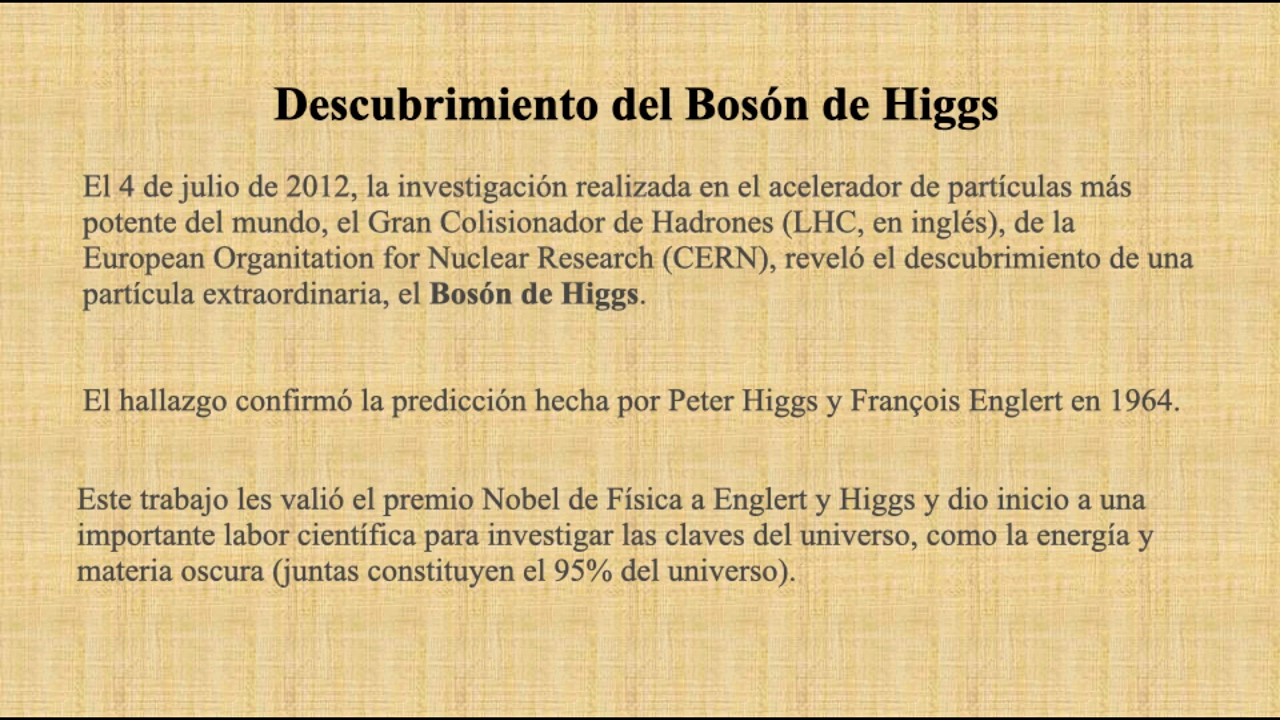 Descubrimiento del Bosón de Higgs
El 4 de julio de 2012, la investigación realizada en el acelerador de partículas más
potente del mundo, el Gran Colisionador de Hadrones (LHC, en inglés), de la
European Organitation for Nuclear Research (CERN), reveló el descubrimiento de una
partícula extraordinaria, el Bosón de Higgs.
El hallazgo confirmó la predicción hecha por Peter Higgs y François Englert en 1964.
Este trabajo les valió el premio Nobel de Física a Englert y Higgs y dio inicio a una
importante labor científica para investigar las claves del universo, como la energía y
materia oscura (juntas constituyen el 95% del universo).